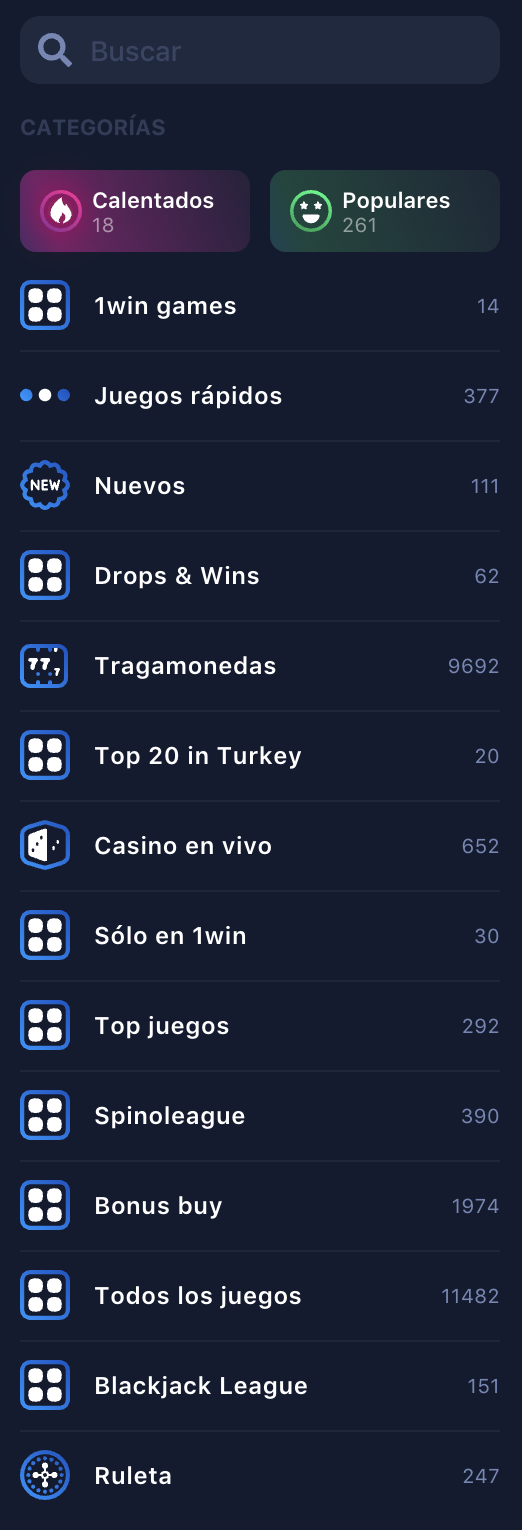 Buscar
CATEGORÍAS
Calentados
18
Populares
261
1win games 14
Juegos rápidos 377
NEW Nuevos 111
Drops & Wins 62
77 7 Tragamonedas 9692
Top 20 in Turkey 20
Casino en vivo 652
Sólo en 1win 30
Top juegos 292
Spinoleague 390
Bonus buy 1974
Todos los juegos 11482
Blackjack League 151
Ruleta 247